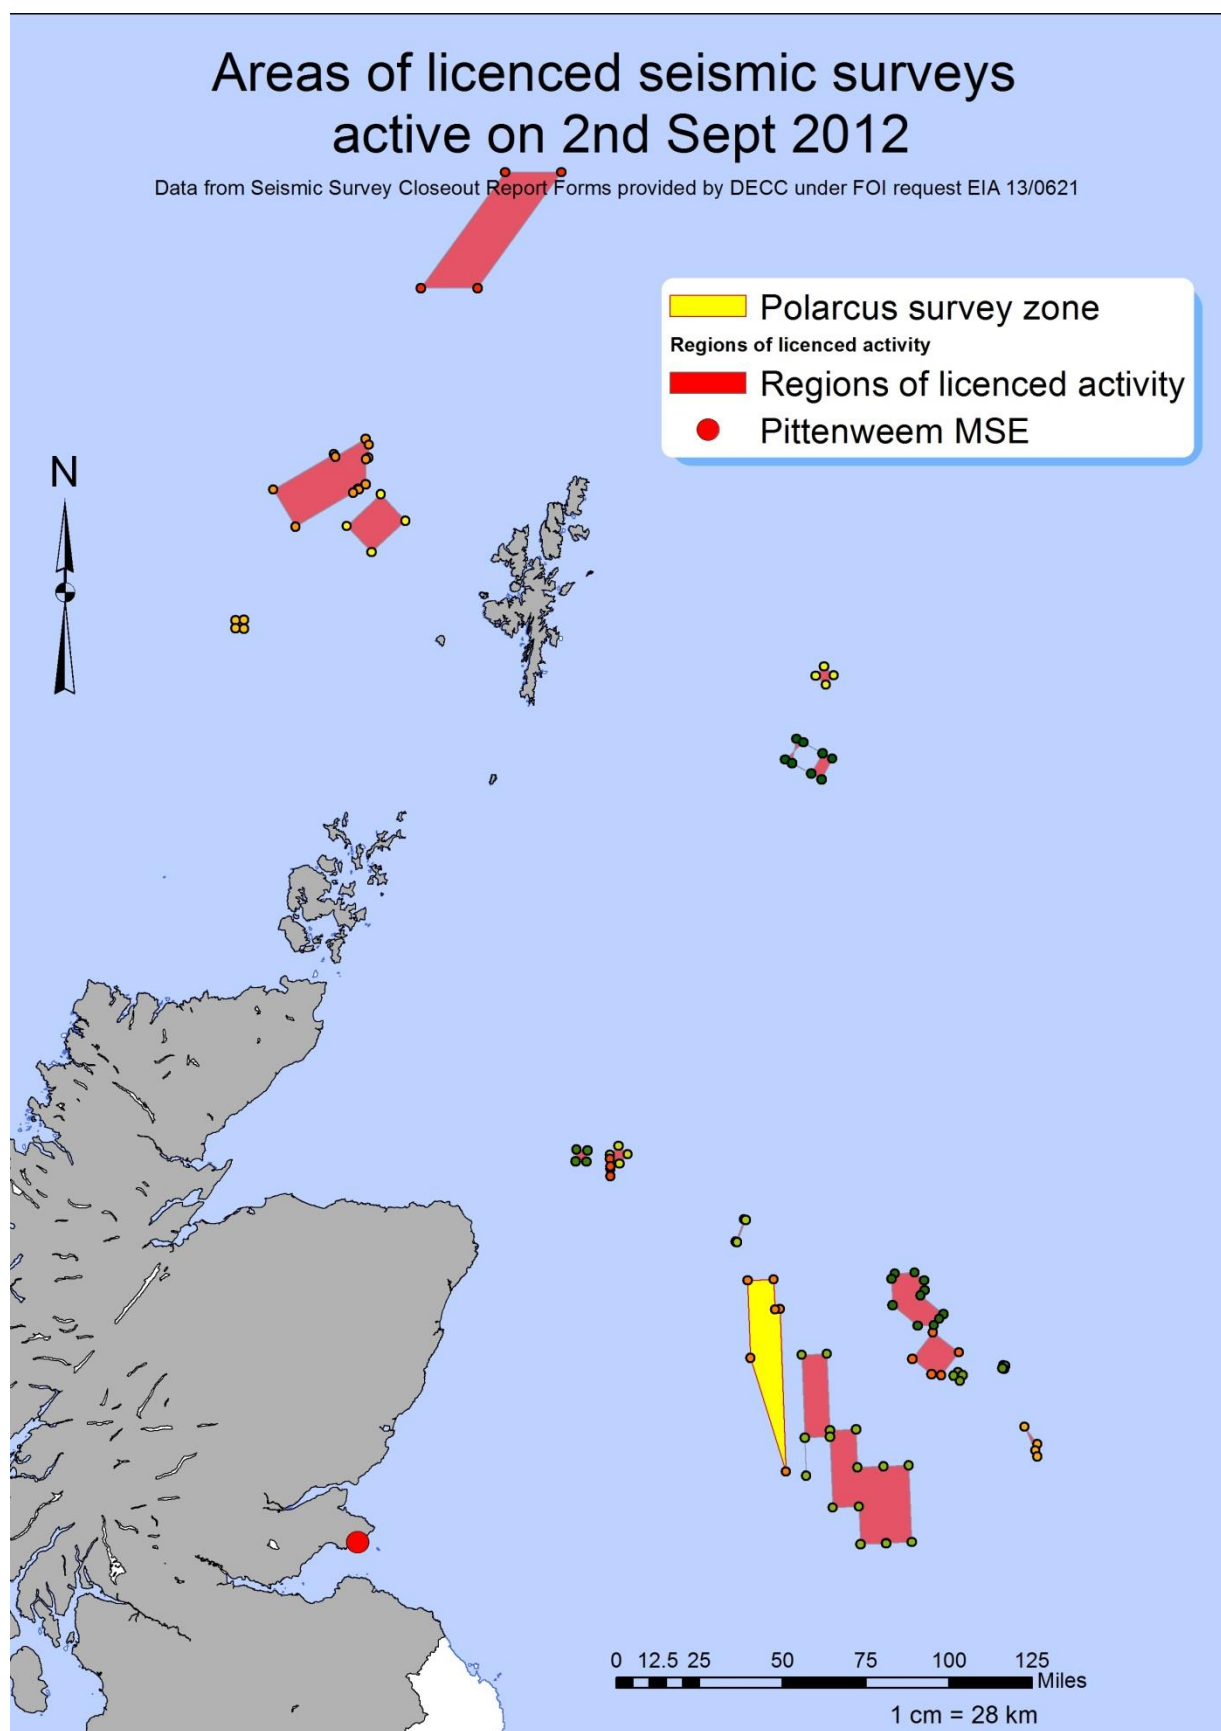 Areas of licenced seismic surveys
active on 2nd Sept 2012
Data from Seismic Survey Closeout Report Forms provided by DECC under FOI request EIA 13/0621
Polarcus survey zone
Regions of licenced activity
Regions of licenced activity
Pittenweem MSE
N
0 12.5 25 50 75 100 125
Miles
1 cm = 28 km